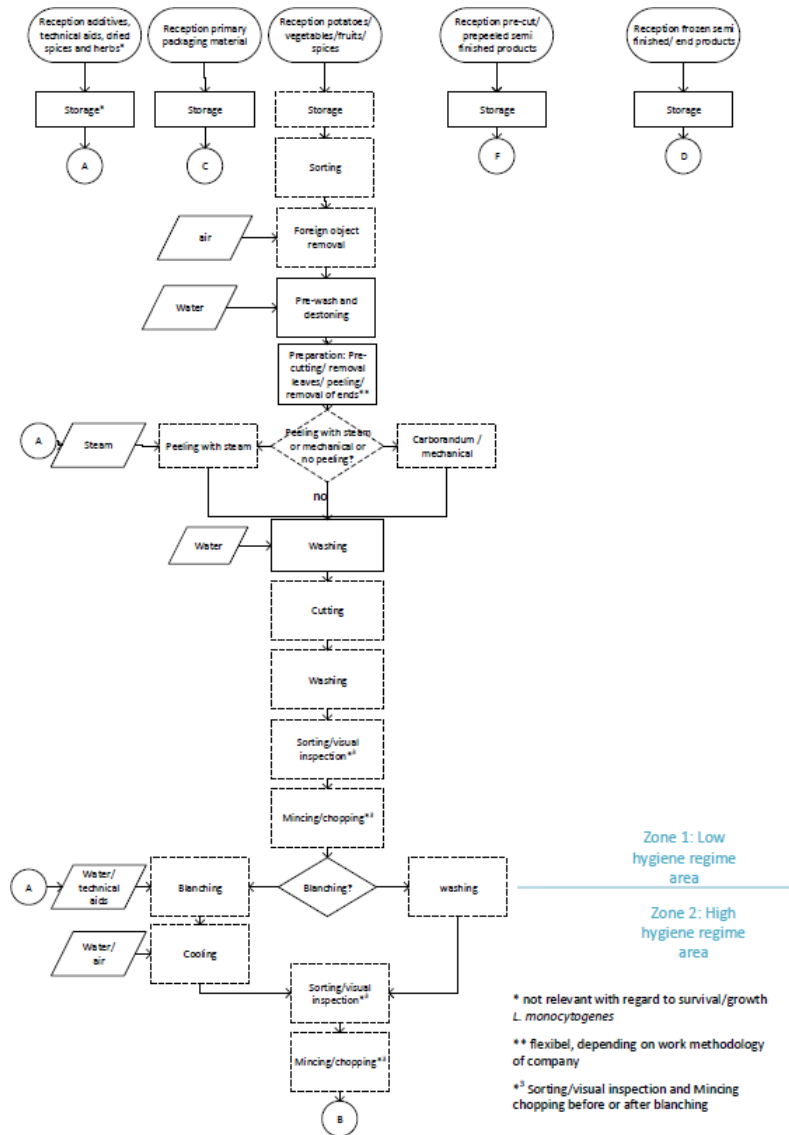 Reception additives,
technical aids, dried
spices and herbs*
Reception primary
packaging material
Reception potatoes/
vegetables/fruits/
spices
Reception pre-cut/
prepeeled semi
finished products
Reception frozen semi
finished/ end products
Storage*
Storage
Storage
Storage
Storage
A
C
F
D
Sorting
air
Foreign object
removal
Water
Pre-wash and
destoning
Preparation: Pre-
cutting/ removal
leaves/ peeling/
removal of ends**
A
Steam
Peeling with steam
Peeling with steam
or mechanical or
no peeling?
Carborandum /
mechanical
no
Water
Washing
Cutting
Washing
Sorting/visual
inspection*³
Mincing/chopping*³
Zone 1: Low
hygiene regime
area
A
Water/
technical
aids
Blanching
Blanching?
washing
Zone 2: High
hygiene regime
area
Water/
air
Cooling
Sorting/visual
inspection*³
Mincing/chopping*³
B
* not relevant with regard to survival/growth
L. monocytogenes
** flexibel, depending on work methodology
of company
*³ Sorting/visual inspection and Mincing
chopping before or after blanching